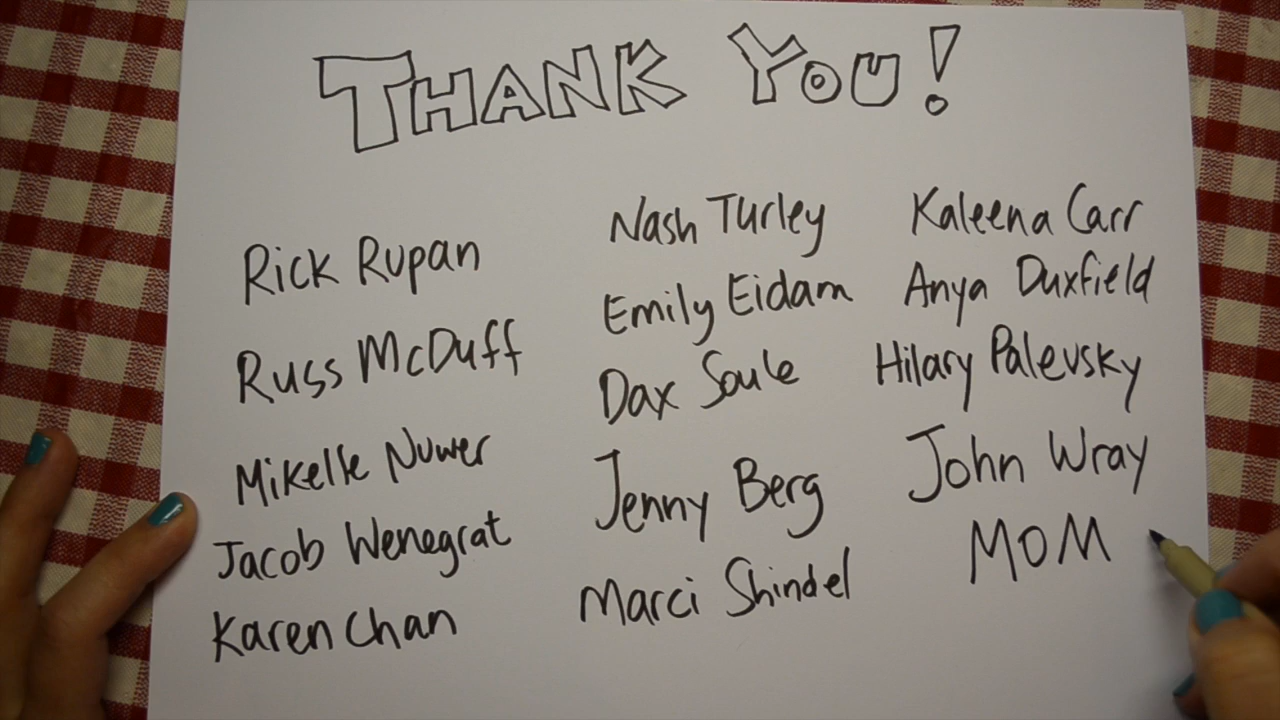 THANK YOU!
Rick Rupan
Russ McDuff
Mikelle Nuwer
Jacob Wenegrat
Karen Chan
Nash Turley
Emily Eidam
Dax Soule
Jenny Berg
Marci Shindel
Kaleena Carr
Anya Duxfield
Hilary Palevsky
John Wray
MOM